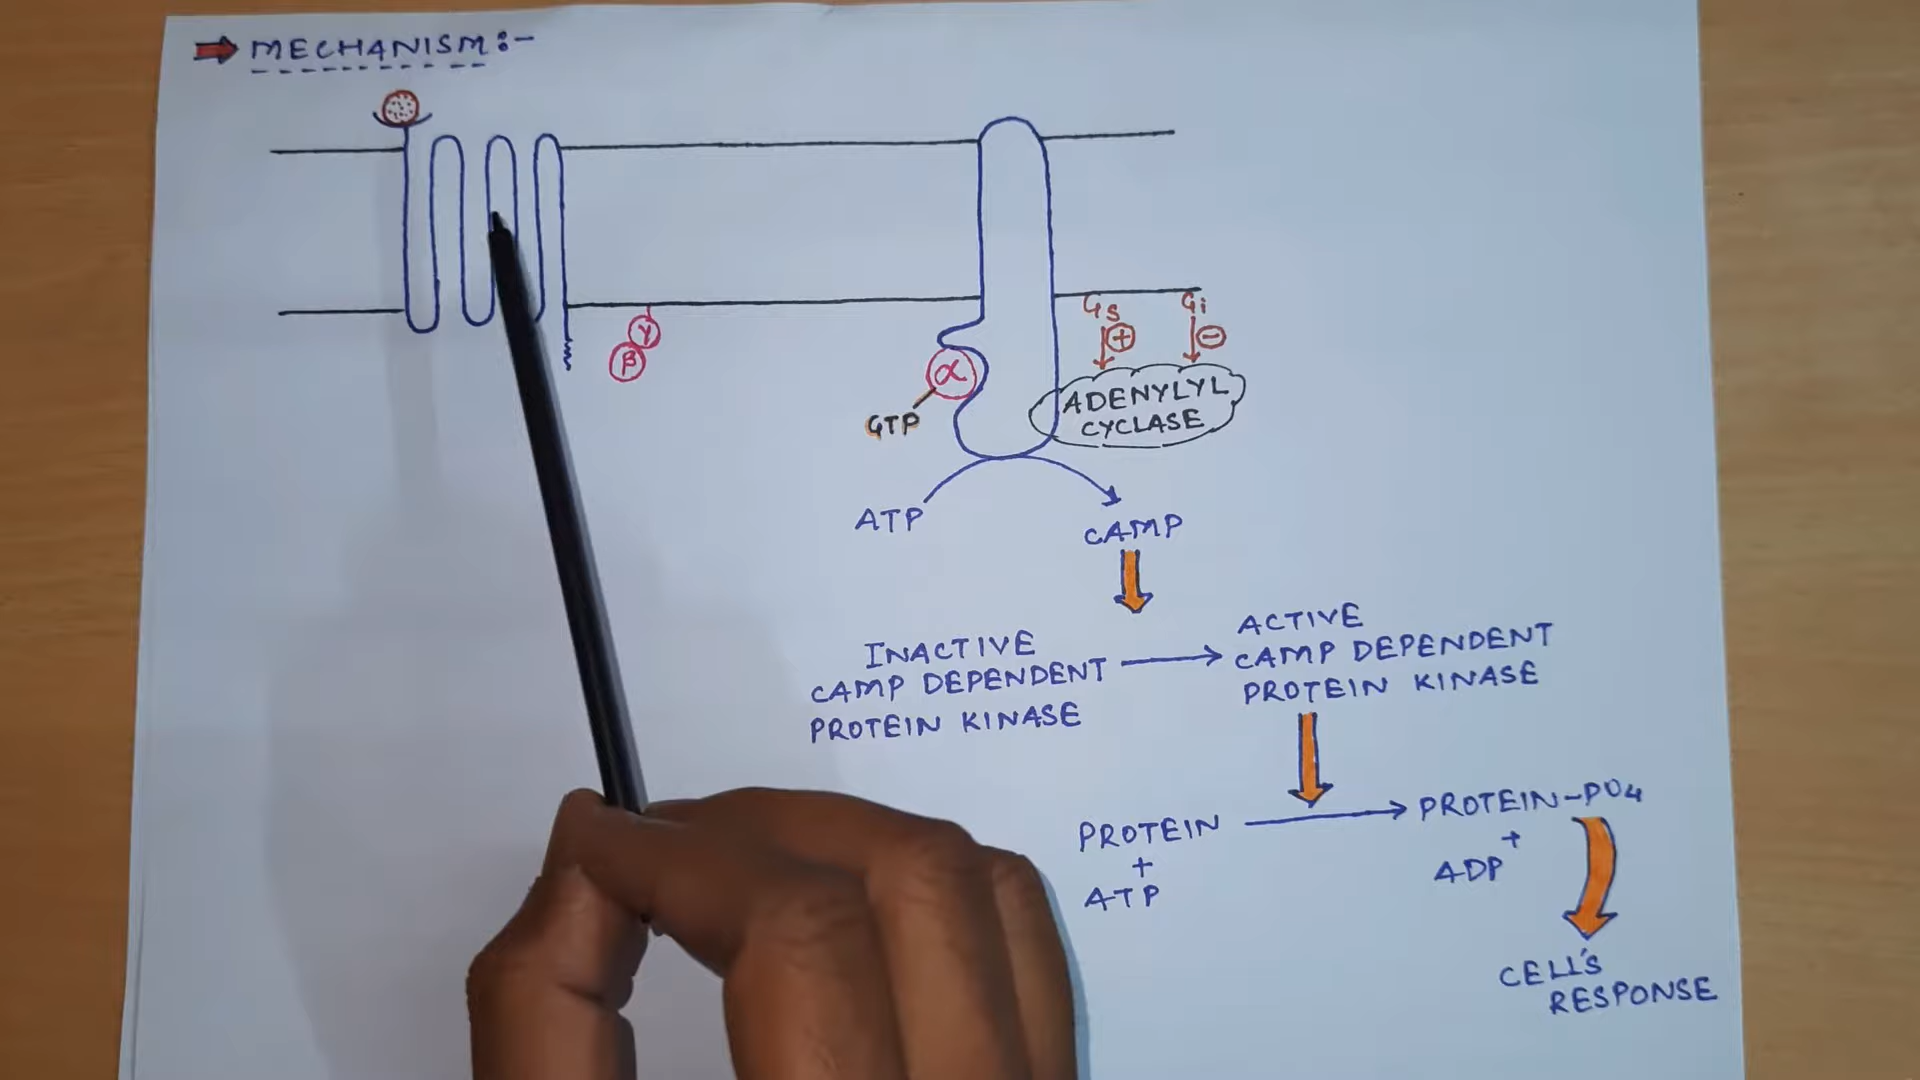 MECHANISM:-
Gs
Gi
+
-
γ
β
α
GTP
ADENYLYL
CYCLASE
ATP
CAMP
INACTIVE
CAMP DEPENDENT
PROTEIN KINASE
ACTIVE
CAMP DEPENDENT
PROTEIN KINASE
PROTEIN
+
ATP
PROTEIN-PO4
+
ADP
CELL'S
RESPONSE